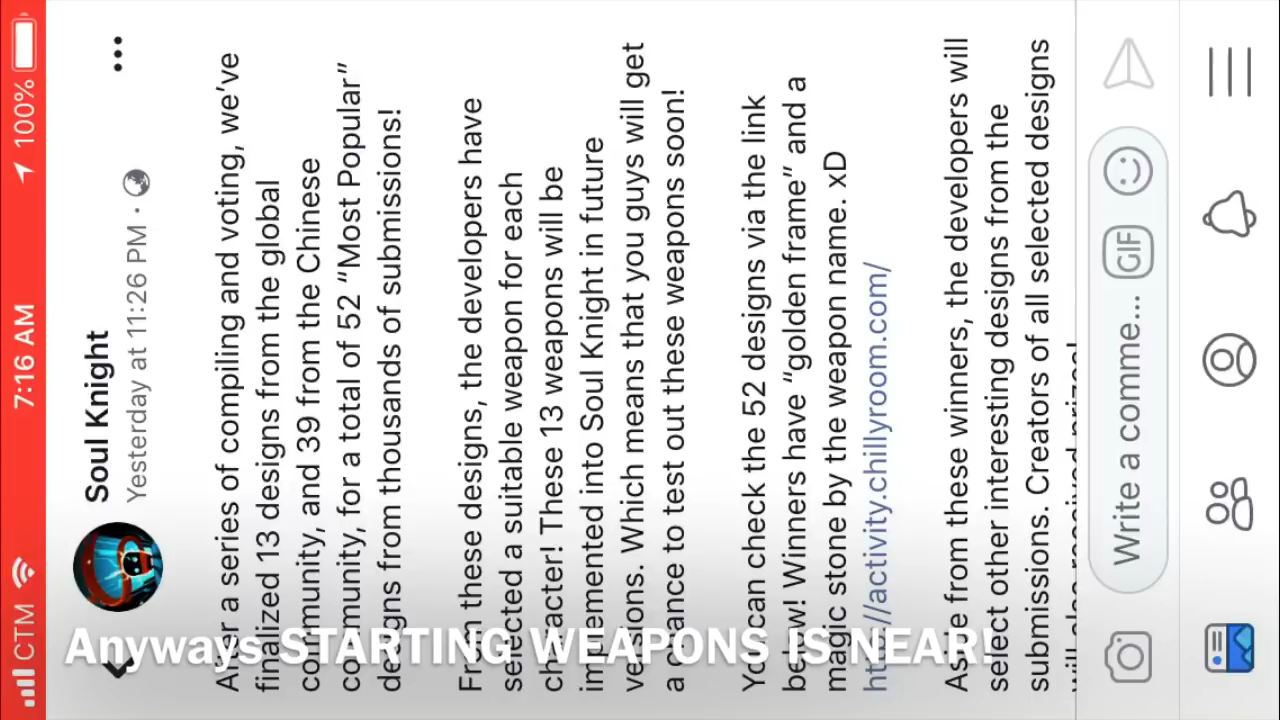 CTM 7:16 AM 100%
Soul Knight
Yesterday at 11:26 PM ·
After a series of compiling and voting, we've
finalized 13 designs from the global
community, and 39 from the Chinese
community, for a total of 52 “Most Popular”
designs from thousands of submissions!
From these designs, the developers have
selected a suitable weapon for each
character! These 13 weapons will be
implemented into Soul Knight in future
versions. Which means that you guys will get
a chance to test out these weapons soon!
You can check the 52 designs via the link
below! Winners have “golden frame” and a
magic stone by the weapon name. xD
http://activity.chillyroom.com/
Aside from these winners, the developers will
select other interesting designs from the
submissions. Creators of all selected designs
will also received prizes!
Write a comme...
GIF
Anyways STARTING WEAPONS IS NEAR!